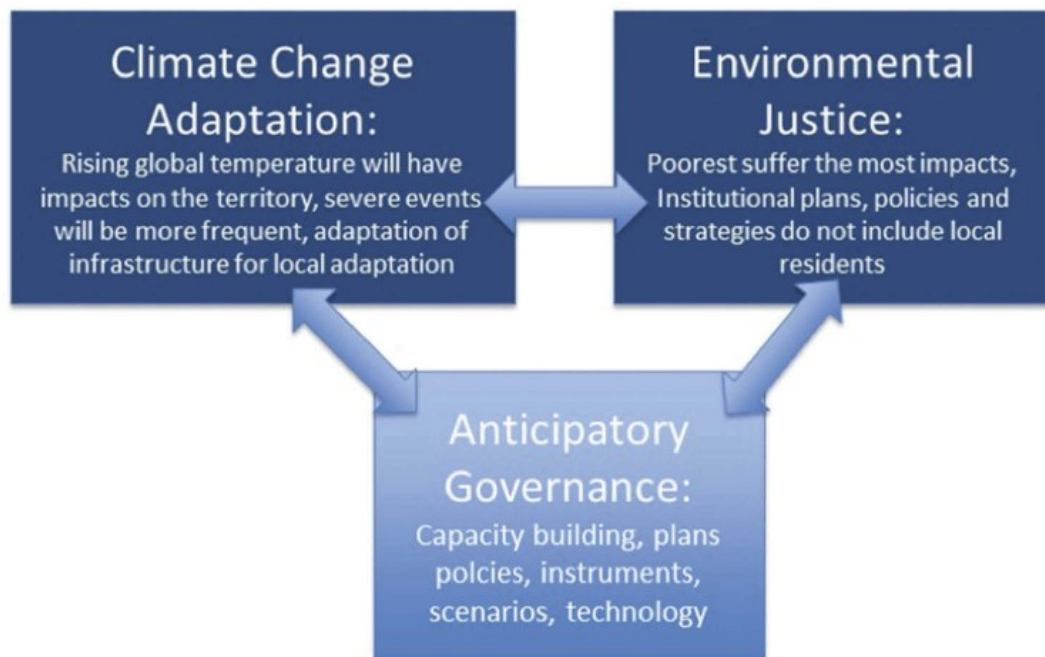 Climate Change
Adaptation:
Rising global temperature will have
impacts on the territory, severe events
will be more frequent, adaptation of
infrastructure for local adaptation
Environmental
Justice:
Poorest suffer the most impacts,
Institutional plans, policies and
strategies do not include local
residents
Anticipatory
Governance:
Capacity building, plans
polcies, instruments,
scenarios, technology